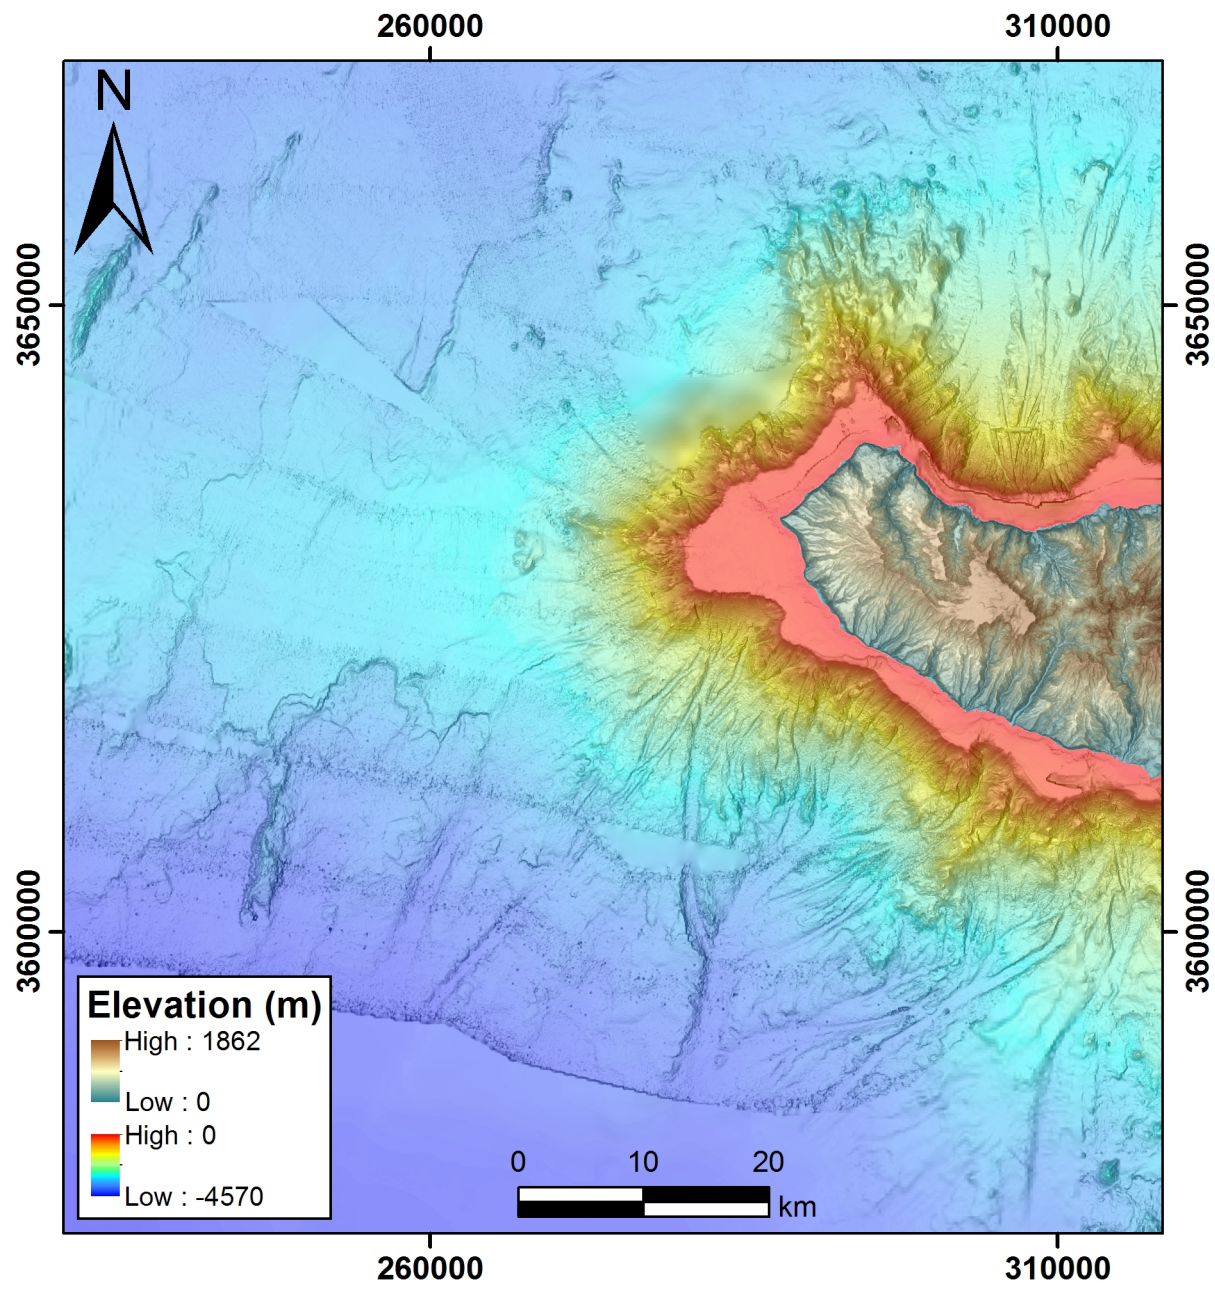 260000 310000
N
3650000 3650000
3600000 3600000
Elevation (m)
High : 1862
Low : 0
High : 0
Low : -4570
0 10 20
km
260000 310000